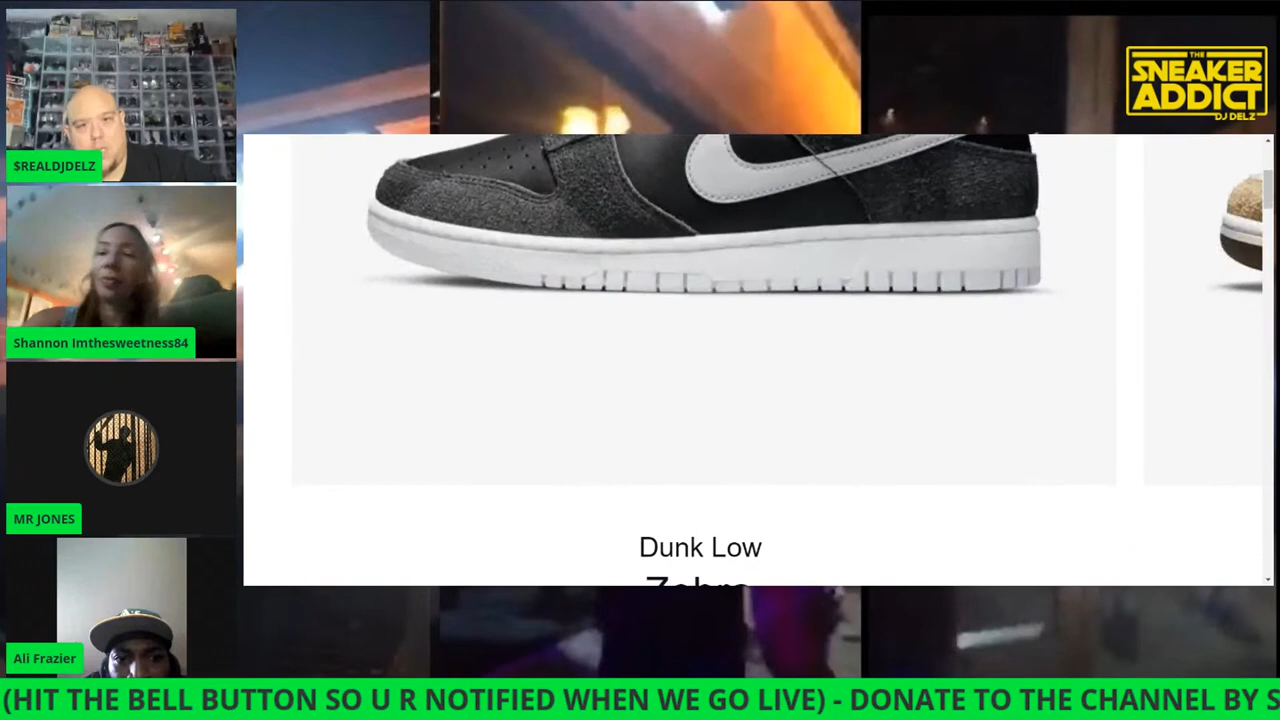 THE
SNEAKER
ADDICT
DJ DELZ
$REALDJDELZ
Shannon Imthesweetness84
MR JONES
Ali Frazier
Dunk Low
Zebra
(HIT THE BELL BUTTON SO U R NOTIFIED WHEN WE GO LIVE) - DONATE TO THE CHANNEL BY S